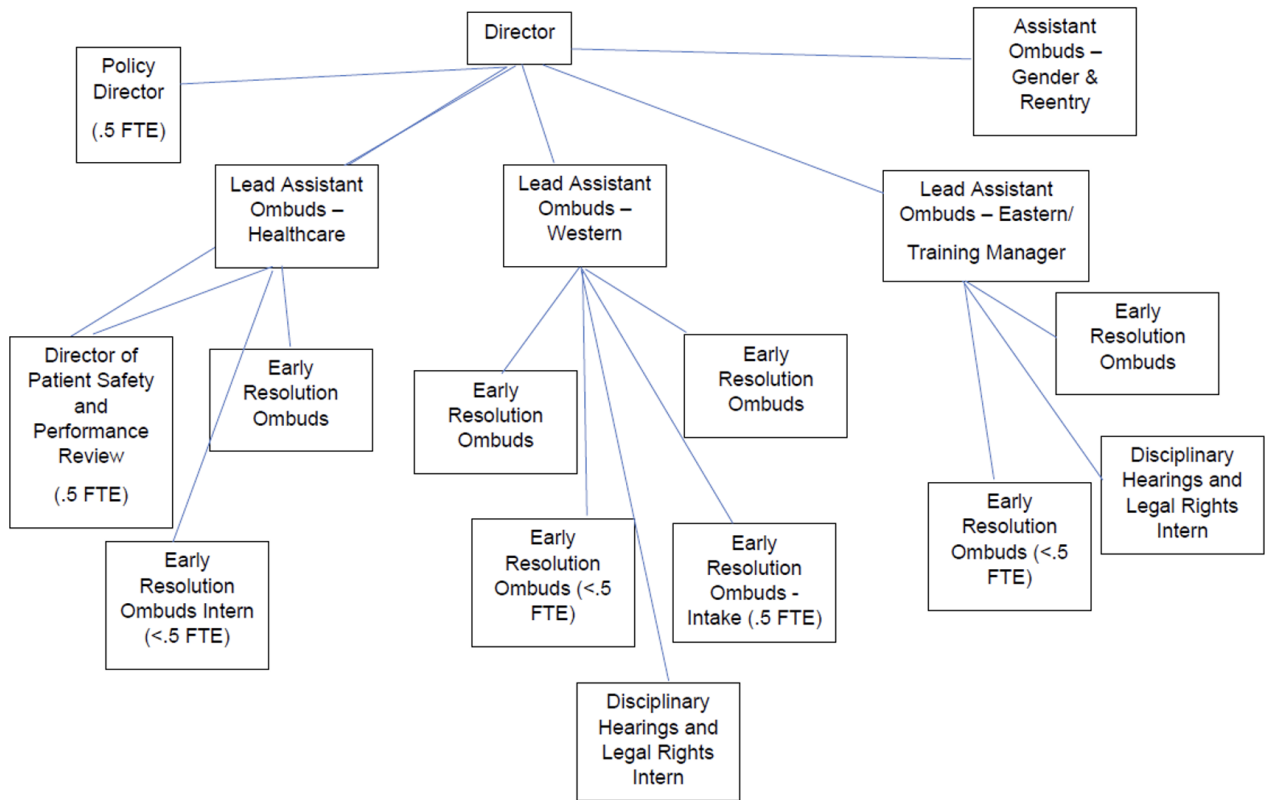 Director
Assistant
Ombuds –
Gender &
Reentry
Policy
Director
(.5 FTE)
Lead Assistant
Ombuds –
Healthcare
Lead Assistant
Ombuds –
Western
Lead Assistant
Ombuds – Eastern/
Training Manager
Director of
Patient Safety
and
Performance
Review
(.5 FTE)
Early
Resolution
Ombuds
Early
Resolution
Ombuds Intern
(<.5 FTE)
Early
Resolution
Ombuds
Early
Resolution
Ombuds
Early
Resolution
Ombuds (<.5
FTE)
Early
Resolution
Ombuds -
Intake (.5 FTE)
Disciplinary
Hearings and
Legal Rights
Intern
Early
Resolution
Ombuds
Disciplinary
Hearings and
Legal Rights
Intern
Early
Resolution
Ombuds (<.5
FTE)